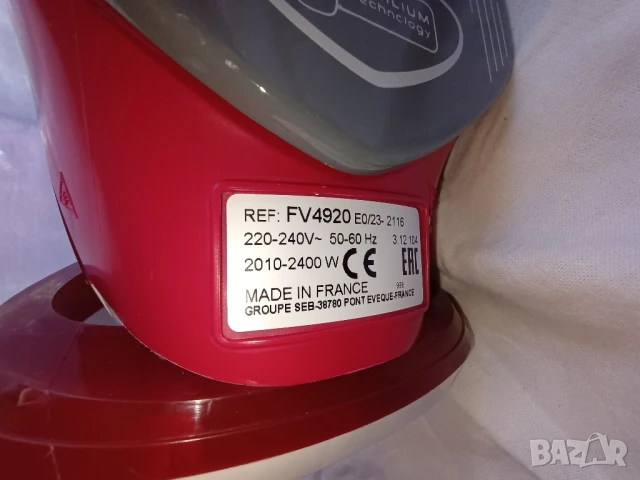 technology
REF: FV4920 E0/23- 2116
220-240V~ 50-60 Hz 3 12 104
2010-2400 W CE EAC
MADE IN FRANCE
GROUPE SEB-38780 PONT EVEQUE-FRANCE
BAZAR